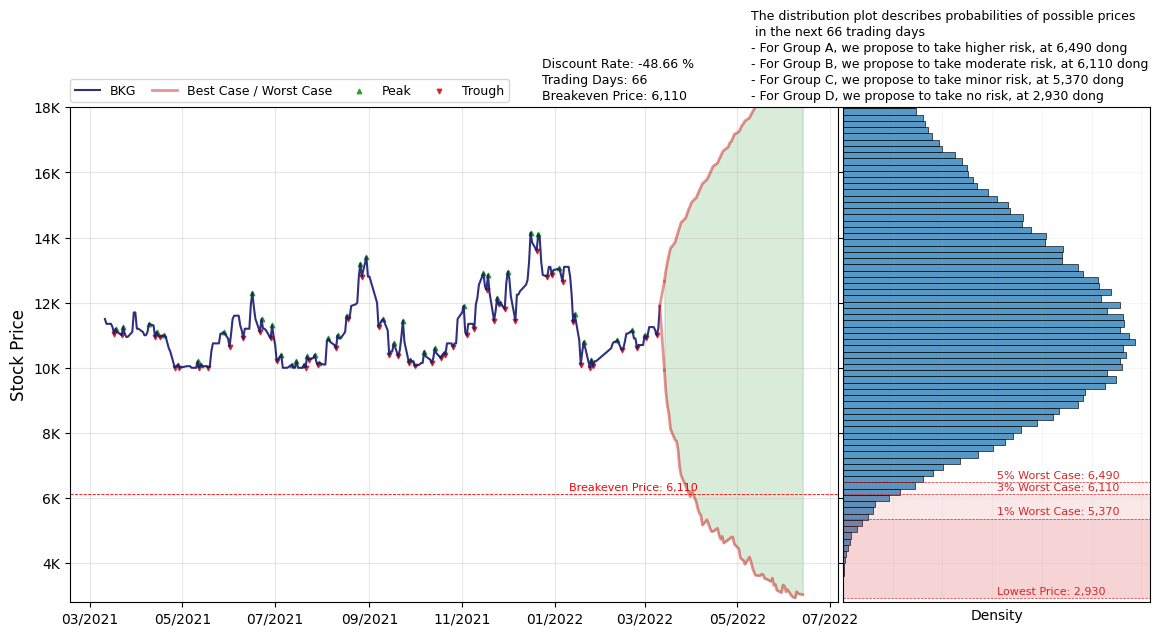 The distribution plot describes probabilities of possible prices
in the next 66 trading days
- For Group A, we propose to take higher risk, at 6,490 dong
- For Group B, we propose to take moderate risk, at 6,110 dong
- For Group C, we propose to take minor risk, at 5,370 dong
- For Group D, we propose to take no risk, at 2,930 dong
Discount Rate: -48.66 %
Trading Days: 66
Breakeven Price: 6,110
BKG
Best Case / Worst Case
Peak
Trough
Stock Price
18K
16K
14K
12K
10K
8K
6K
4K
Breakeven Price: 6,110
03/2021
05/2021
07/2021
09/2021
11/2021
01/2022
03/2022
05/2022
07/2022
5% Worst Case: 6,490
3% Worst Case: 6,110
1% Worst Case: 5,370
Lowest Price: 2,930
Density